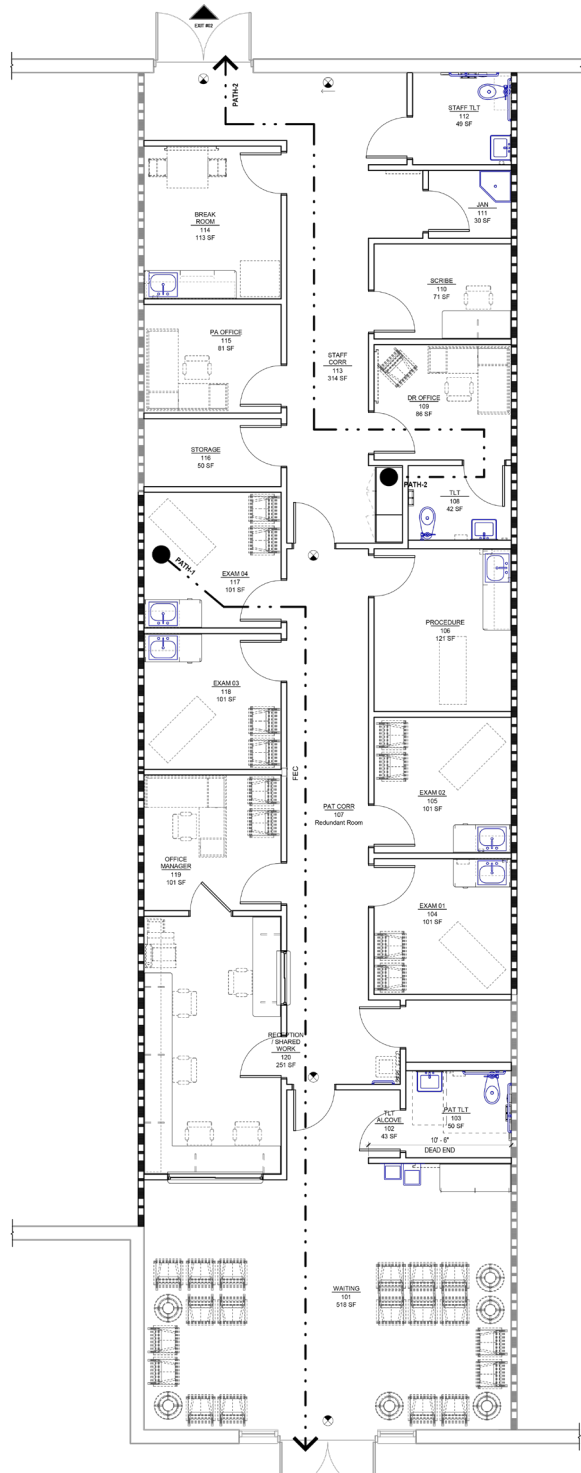 EXIT #02
PATH-2
STAFF TLT
112
49 SF
JAN
111
30 SF
BREAK
ROOM
114
113 SF
SCRIBE
110
71 SF
PA OFFICE
115
81 SF
STAFF
CORR
113
314 SF
DR OFFICE
109
86 SF
STORAGE
116
50 SF
PATH-2
TLT
108
42 SF
PATH-1
EXAM 04
117
101 SF
PROCEDURE
106
121 SF
EXAM 03
118
101 SF
FEC
EXAM 02
105
101 SF
PAT CORR
107
Redundant Room
OFFICE
MANAGER
119
101 SF
EXAM 01
104
101 SF
RECEPTION
/ SHARED
WORK
120
251 SF
TLT
ALCOVE
102
43 SF
PAT TLT
103
50 SF
10' - 6"
DEAD END
WAITING
101
518 SF